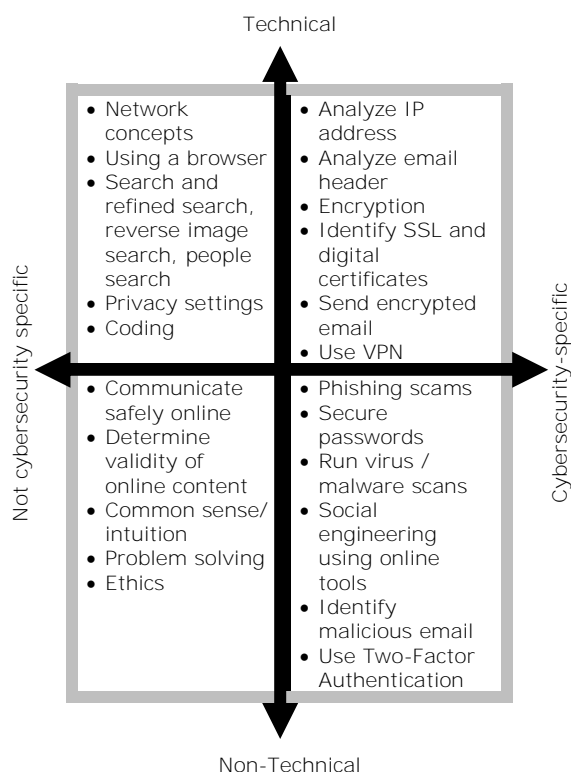 Technical
• Network
concepts
• Using a browser
• Search and
refined search,
reverse image
search, people
search
• Privacy settings
• Coding
• Analyze IP
address
• Analyze email
header
• Encryption
• Identify SSL and
digital
certificates
• Send encrypted
email
• Use VPN
Not cybersecurity specific
Cybersecurity-specific
• Communicate
safely online
• Determine
validity of
online content
• Common sense/
intuition
• Problem solving
• Ethics
• Phishing scams
• Secure
passwords
• Run virus /
malware scans
• Social
engineering
using online
tools
• Identify
malicious email
• Use Two-Factor
Authentication
Non-Technical